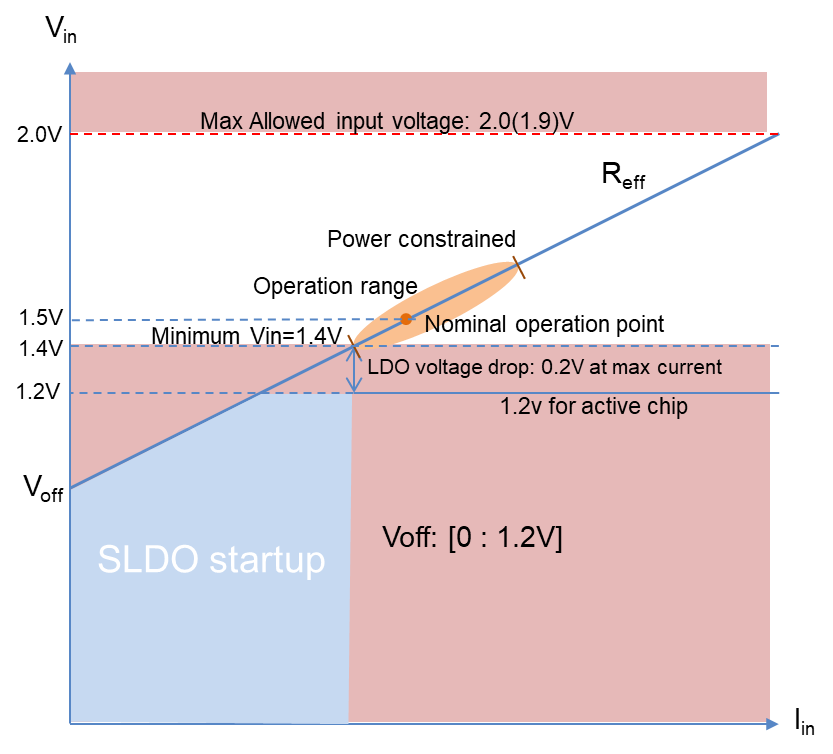 Vin
Max Allowed input voltage: 2.0(1.9)V
2.0V
Reff
Power constrained
Operation range
1.5V
Nominal operation point
Minimum Vin=1.4V
1.4V
LDO voltage drop: 0.2V at max current
1.2V
1.2v for active chip
Voff
Voff: [0 : 1.2V]
SLDO startup
Iin